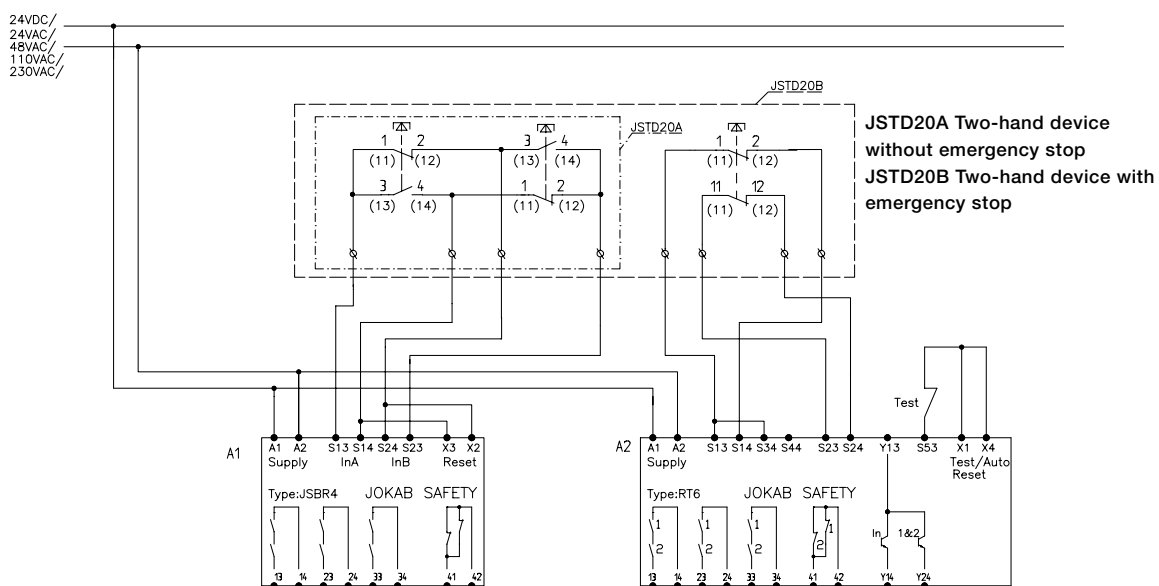 24VDC/
24VAC/
48VAC/
110VAC/
230VAC/
JSTD20B
JSTD20A
JSTD20A Two-hand device
without emergency stop
JSTD20B Two-hand device with
emergency stop
1 2 3 4 1 2
(11) (12) (13) (14) (11) (12)
3 4 1 2 11 12
(13) (14) (11) (12) (11) (12)
Test
A1
A1 A2 S13 S14 S24 S23 X3 X2
Supply InA InB Reset
Type:JSBR4 JOKAB SAFETY
13 14 23 24 33 34 41 42
A2
A1 A2 S13 S14 S34 S44 S23 S24 Y13 S53 X1 X4
Supply Test/Auto
Reset
Type:RT6 JOKAB SAFETY
1 1 1 1
2 2 2 2
In 1&2
13 14 23 24 33 34 41 42 Y14 Y24